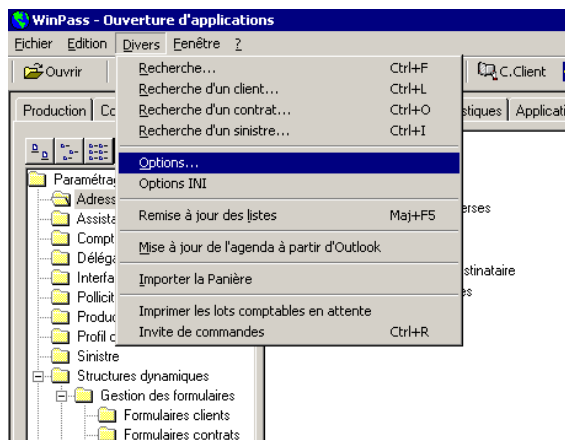 WinPass - Ouverture d'applications
Fichier Edition Divers Fenêtre ?
Ouvrir C.Client
Recherche... Ctrl+F
Recherche d'un client... Ctrl+L
Recherche d'un contrat... Ctrl+O
Recherche d'un sinistre... Ctrl+I
Options...
Options INI
Remise à jour des listes Maj+F5
Mise à jour de l'agenda à partir d'Outlook
Importer la Panière
Imprimer les lots comptables en attente
Invite de commandes Ctrl+R
Production Co stiques Applicati
Paramétra
Adress
Assista
Compt
Déléga
Interfa
Pollicit
Produc
Profil c
Sinistre
Structures dynamiques
Gestion des formulaires
Formulaires clients
Formulaires contrats
erses
stinataire
es